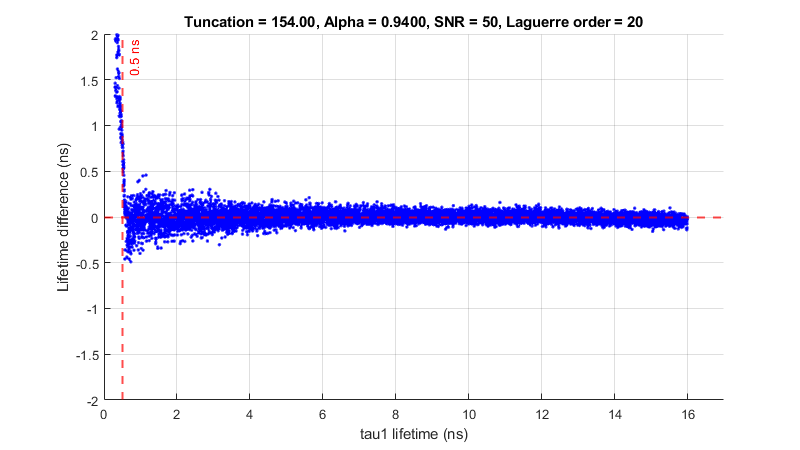 Tuncation = 154.00, Alpha = 0.9400, SNR = 50, Laguerre order = 20
2
1.5
1
0.5
0
-0.5
-1
-1.5
-2
Lifetime difference (ns)
0.5 ns
0 2 4 6 8 10 12 14 16
tau1 lifetime (ns)